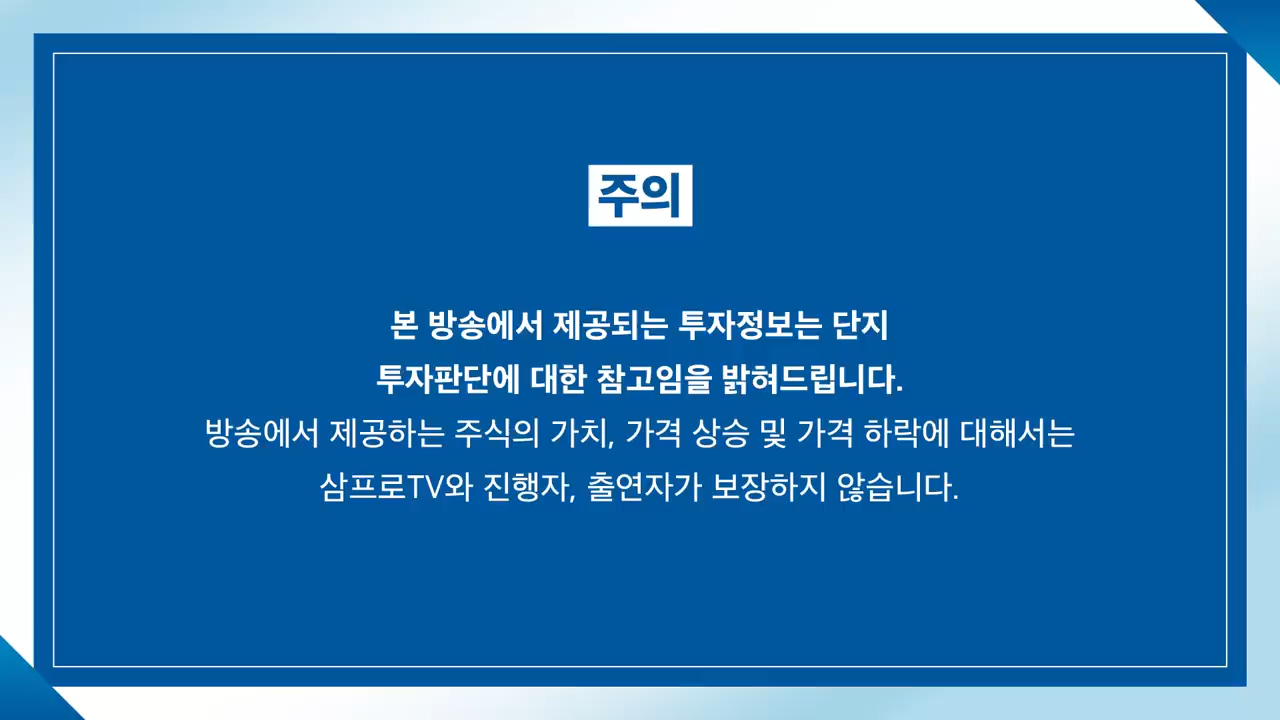 주의
본 방송에서 제공되는 투자정보는 단지
투자판단에 대한 참고임을 밝혀드립니다.
방송에서 제공하는 주식의 가치, 가격 상승 및 가격 하락에 대해서는
삼프로TV와 진행자, 출연자가 보장하지 않습니다.